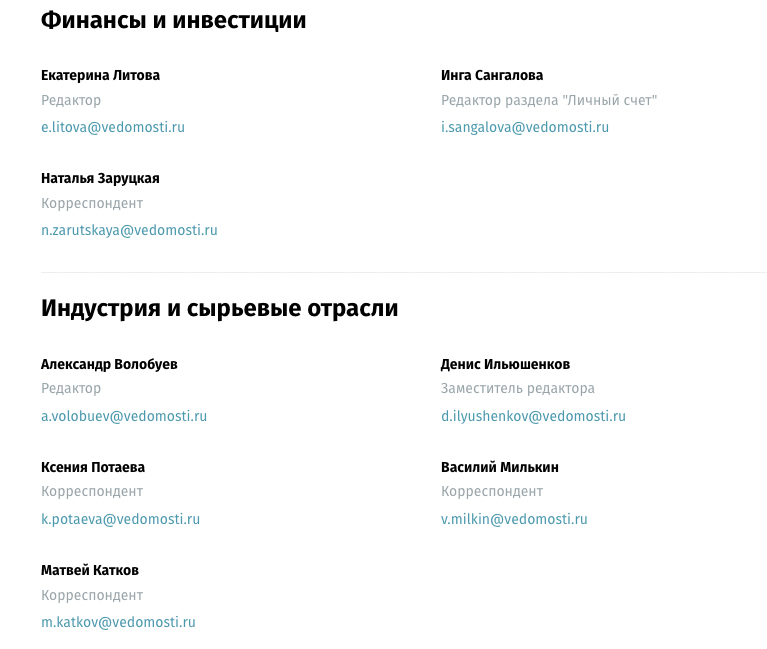 Финансы и инвестиции
Екатерина Литова
Редактор
e.litova@vedomosti.ru
Инга Сангалова
Редактор раздела "Личный счет"
i.sangalova@vedomosti.ru
Наталья Заруцкая
Корреспондент
n.zarutskaya@vedomosti.ru
Индустрия и сырьевые отрасли
Александр Волобуев
Редактор
a.volobuev@vedomosti.ru
Денис Ильюшенков
Заместитель редактора
d.ilyushenkov@vedomosti.ru
Ксения Потаева
Корреспондент
k.potaeva@vedomosti.ru
Василий Милькин
Корреспондент
v.milkin@vedomosti.ru
Матвей Катков
Корреспондент
m.katkov@vedomosti.ru